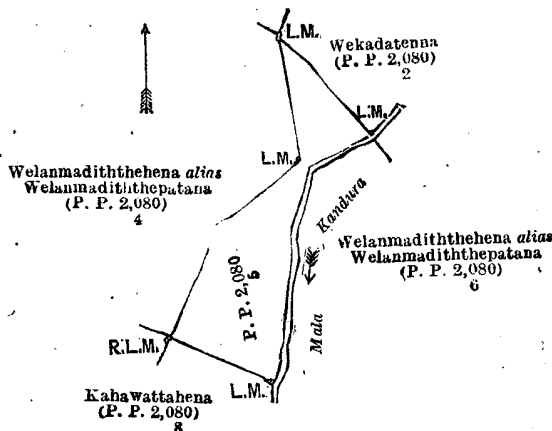 L.M.
Wekadatenna
(P. P. 2,080)
2
L.M.
L.M.
Welanmadiththehena alias
Welanmadiththepatana
(P. P. 2,080)
4
Kandura
Welanmadiththehena alias
Welanmadiththepatana
(P. P. 2,080)
6
P. P. 2,080
5
Mala
R.L.M.
L.M.
Kahawattahena
(P. P. 2,080)
8